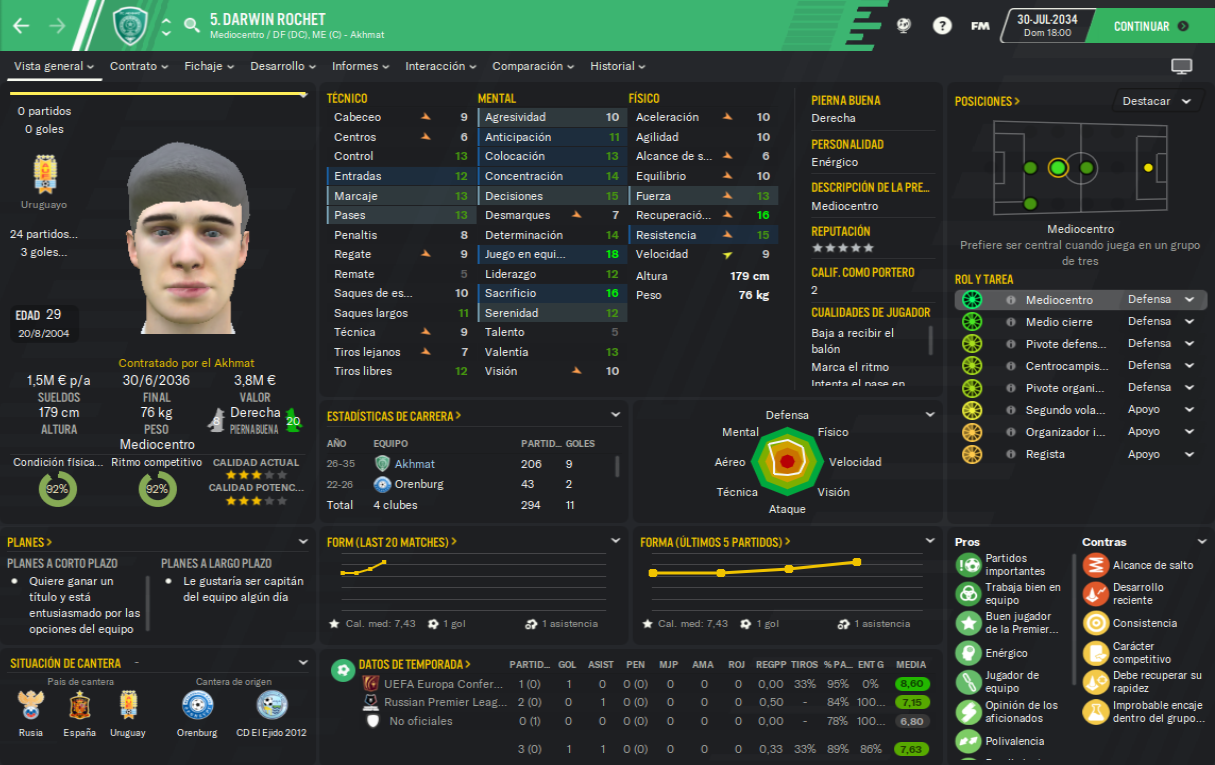 5. DARWIN ROCHET
Mediocentro / DF (DC), ME (C) - Akhmat
FM
30-JUL-2034
Dom 18:00
CONTINUAR
Vista general
Contrato
Fichaje
Desarrollo
Informes
Interacción
Comparación
Historial
0 partidos
0 goles
Uruguayo
24 partidos...
3 goles...
EDAD 29
20/8/2004
Contratado por el Akhmat
1,5M € p/a
SUELDOS
30/6/2036
FINAL
3,8M €
VALOR
179 cm
ALTURA
76 kg
PESO
8 Derecha 20
PIERNA BUENA
Mediocentro
Condición física...
92%
Ritmo competitivo
92%
CALIDAD ACTUAL
CALIDAD POTENC...
TÉCNICO
Cabeceo 9
Centros 6
Control 13
Entradas 12
Marcaje 13
Pases 13
Penaltis 8
Regate 9
Remate 5
Saques de es... 10
Saques largos 11
Técnica 9
Tiros lejanos 7
Tiros libres 12
MENTAL
Agresividad 10
Anticipación 11
Colocación 13
Concentración 14
Decisiones 15
Desmarques 7
Determinación 14
Juego en equi... 18
Liderazgo 12
Sacrificio 16
Serenidad 12
Talento 5
Valentía 13
Visión 10
FÍSICO
Aceleración 10
Agilidad 10
Alcance de s... 6
Equilibrio 10
Fuerza 13
Recuperació... 16
Resistencia 15
Velocidad 9
Altura 179 cm
Peso 76 kg
PIERNA BUENA
Derecha
PERSONALIDAD
Enérgico
DESCRIPCIÓN DE LA PRE...
Mediocentro
REPUTACIÓN
CALIF. COMO PORTERO
2
CUALIDADES DE JUGADOR
Baja a recibir el
balón
Marca el ritmo
Intenta el pase en
POSICIONES
Destacar
Mediocentro
Prefiere ser central cuando juega en un grupo
de tres
ROL Y TAREA
Mediocentro Defensa
Medio cierre Defensa
Pivote defens... Defensa
Centrocampis... Defensa
Pivote organi... Defensa
Segundo vola... Apoyo
Organizador i... Apoyo
Regista Apoyo
ESTADÍSTICAS DE CARRERA
AÑO EQUIPO PARTID... GOLES
26-35 Akhmat 206 9
22-26 Orenburg 43 2
Total 4 clubes 294 11
Defensa
Mental
Físico
Aéreo
Velocidad
Técnica
Visión
Ataque
PLANES
PLANES A CORTO PLAZO
Quiere ganar un
título y está
entusiasmado por las
opciones del equipo
PLANES A LARGO PLAZO
Le gustaría ser capitán
del equipo algún día
FORM (LAST 20 MATCHES)
Cal. med: 7,43 1 gol 1 asistencia
FORMA (ÚLTIMOS 5 PARTIDOS)
Cal. med: 7,43 1 gol 1 asistencia
Pros
Partidos
importantes
Trabaja bien en
equipo
Buen jugador
de la Premier...
Enérgico
Jugador de
equipo
Opinión de los
aficionados
Polivalencia
Contras
Alcance de salto
Desarrollo
reciente
Consistencia
Carácter
competitivo
Debe recuperar su
rapidez
Improbable encaje
dentro del grupo...
SITUACIÓN DE CANTERA -
País de cantera
Cantera de origen
Rusia
España
Uruguay
Orenburg
CD El Ejido 2012
DATOS DE TEMPORADA PARTID... GOL ASIST PEN MJP AMA ROJ REGPP TIROS % PA... ENT G MEDIA
UEFA Europa Confer... 1 (0) 1 0 0 (0) 0 0 0 0,00 33% 95% 0% 8,60
Russian Premier Leag... 2 (0) 0 1 0 (0) 0 0 0 0,50 - 84% 100... 7,15
No oficiales 0 (1) 0 0 0 (0) 0 0 0 0,00 - 78% 100... 6,80
3 (0) 1 1 0 (0) 0 0 0 0,33 33% 89% 86% 7,63